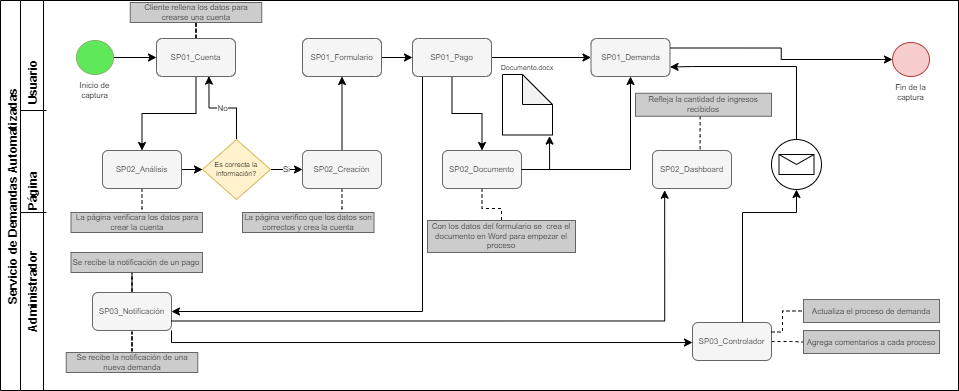 Servicio de Demandas Automatizadas
Usuario
Página
Administrador
Cliente rellena los datos para
crearse una cuenta
Inicio de
captura
SP01_Cuenta
SP01_Formulario
SP01_Pago
Documento.docx
SP01_Demanda
Fin de la
captura
No
SP02_Análisis
Es correcta la
información?
Si
SP02_Creación
SP02_Documento
Refleja la cantidad de ingresos
recibidos
SP02_Dashboard
La página verificara los datos para
crear la cuenta
La página verifico que los datos son
correctos y crea la cuenta
Con los datos del formulario se crea el
documento en Word para empezar el
proceso
Se recibe la notificación de un pago
SP03_Notificación
Se recibe la notificación de una
nueva demanda
SP03_Controlador
Actualiza el proceso de demanda
Agrega comentarios a cada proceso